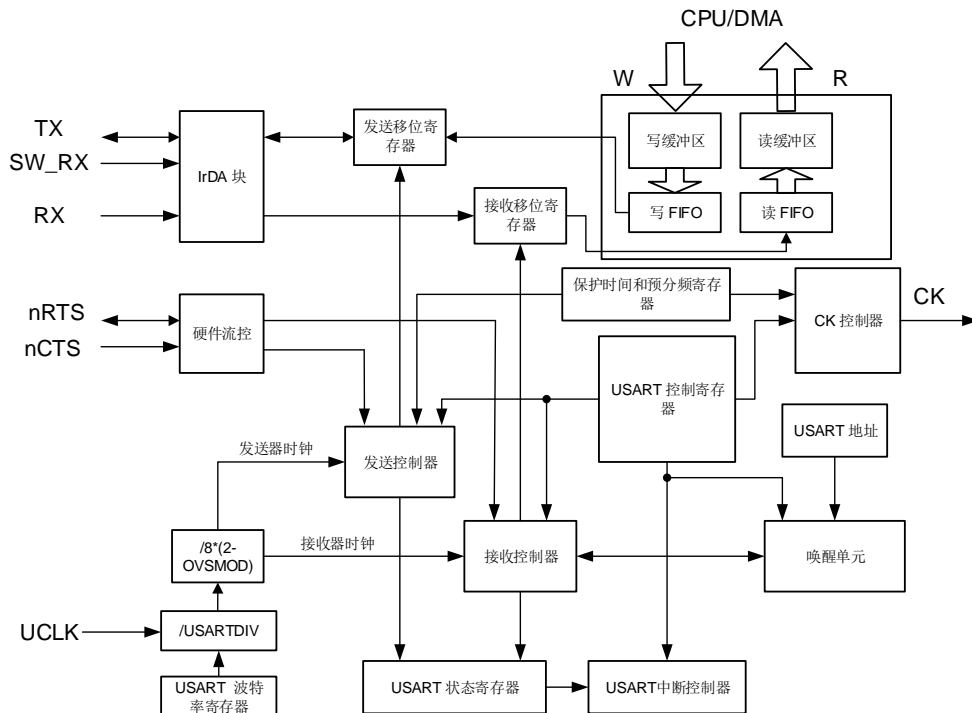 CPU/DMA
W
R
TX
SW_RX
RX
IrDA 块
发送移位寄
存器
写缓冲区
读缓冲区
接收移位寄
存器
写 FIFO
读 FIFO
nRTS
nCTS
硬件流控
保护时间和预分频寄存
器
CK 控制器
CK
USART 控制寄存
器
USART 地址
发送器时钟
发送控制器
/8*(2-
OVSMOD)
接收器时钟
接收控制器
唤醒单元
UCLK
/USARTDIV
USART 波特
率寄存器
USART 状态寄存器
USART中断控制器